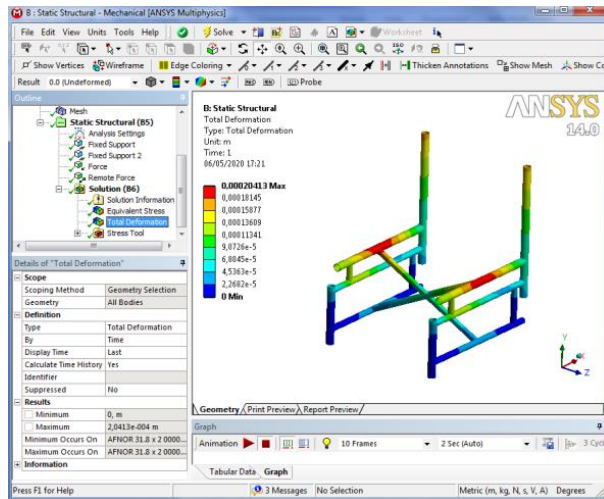 B : Static Structural - Mechanical [ANSYS Multiphysics]
File Edit View Units Tools Help Solve Worksheet
Show Vertices Wireframe Edge Coloring Thicken Annotations Show Mesh Show Co
Result 0.0 (Undeformed) Probe
Outline
Mesh
Static Structural (B5)
Analysis Settings
Fixed Support
Fixed Support 2
Force
Remote Force
Solution (B6)
Solution Information
Equivalent Stress
Total Deformation
Stress Tool
Details of "Total Deformation"
Scope
Scoping Method Geometry Selection
Geometry All Bodies
Definition
Type Total Deformation
By Time
Display Time Last
Calculate Time History Yes
Identifier
Suppressed No
Results
Minimum 0, m
Maximum 2,0413e-004 m
Minimum Occurs On AFNOR 31.8 x 2 0000...
Maximum Occurs On AFNOR 31.8 x 2 0000...
Information
B: Static Structural
Total Deformation
Type: Total Deformation
Unit: m
Time: 1
06/05/2020 17:21
0,00020413 Max
0,00018145
0,00015877
0,00013609
0,00011341
9,0726e-5
6,8045e-5
4,5363e-5
2,2682e-5
0 Min
ANSYS
14.0
Y
X
Z
Geometry Print Preview Report Preview
Graph
Animation 10 Frames 2 Sec (Auto) 3 Cycl
Tabular Data Graph
Press F1 for Help 3 Messages No Selection Metric (m, kg, N, s, V, A) Degrees